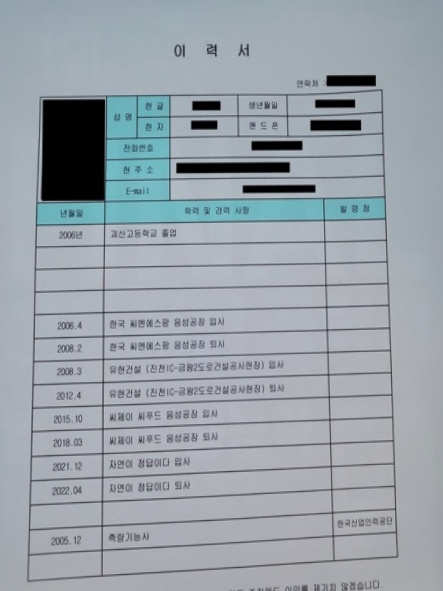 이 력 서
연락처 :
성 명 한 글 생년월일
한 자 핸 드 폰
전화번호
현 주 소
E-mail
년월일 학력 및 경력 사항 발 령 청
2006년 괴산고등학교 졸업
2006.4 한국 씨엔에스팜 음성공장 입사
2008.2 한국 씨엔에스팜 음성공장 퇴사
2008.3 유현건설 (진천IC-금왕2도로건설공사현장) 입사
2012.4 유현건설 (진천IC-금왕2도로건설공사현장) 퇴사
2015.10 씨제이 씨푸드 음성공장 입사
2018.03 씨제이 씨푸드 음성공장 퇴사
2021.12 자연이 정답이다 입사
2022.04 자연이 정답이다 퇴사
2005.12 측량기능사 한국산업인력공단
이의를 제기치 않겠습니다.